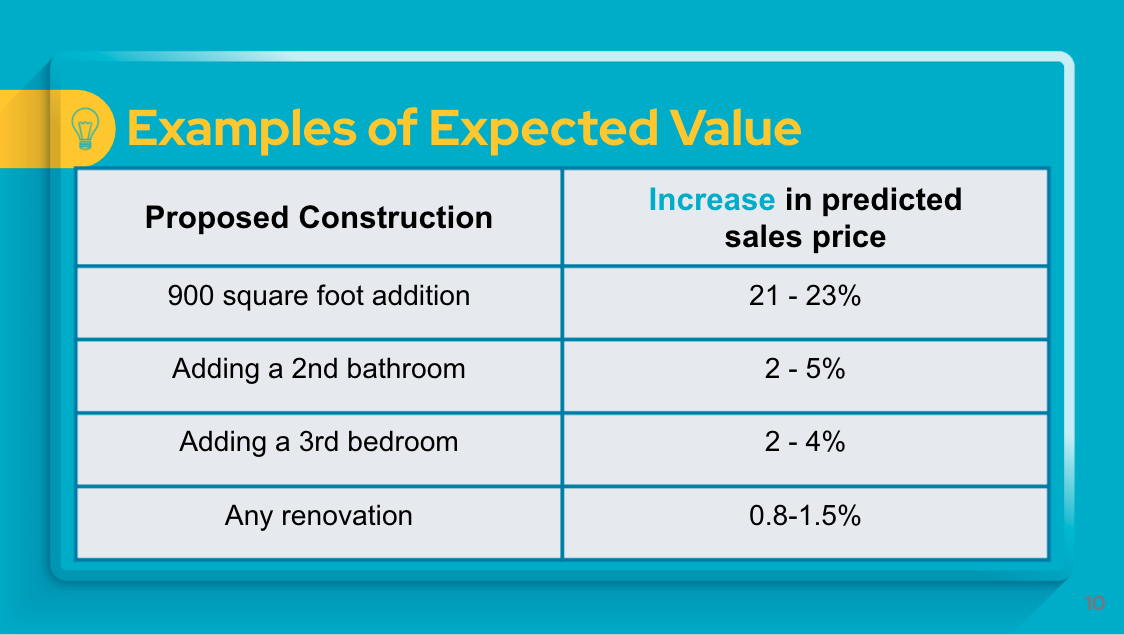 Examples of Expected Value
Proposed Construction
Increase in predicted
sales price
900 square foot addition
21 - 23%
Adding a 2nd bathroom
2 - 5%
Adding a 3rd bedroom
2 - 4%
Any renovation
0.8-1.5%
10